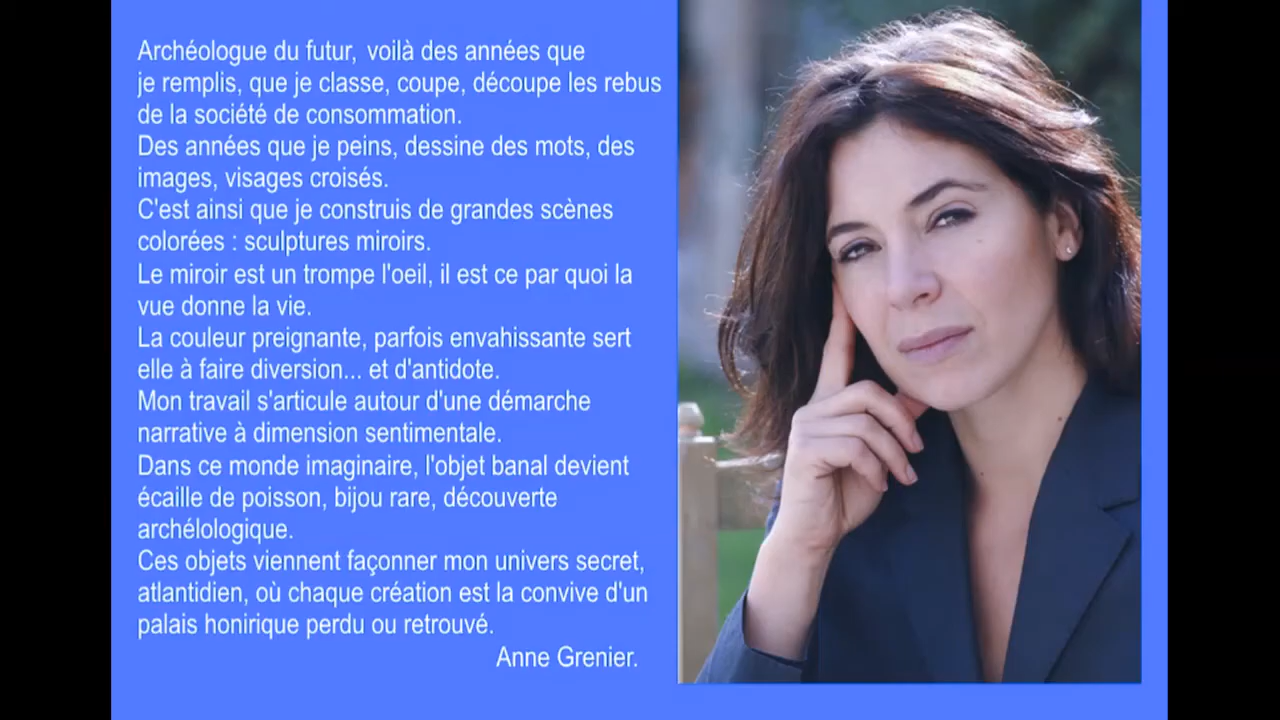 Archéologue du futur, voilà des années que
je remplis, que je classe, coupe, découpe les rebus
de la société de consommation.
Des années que je peins, dessine des mots, des
images, visages croisés.
C'est ainsi que je construis de grandes scènes
colorées : sculptures miroirs.
Le miroir est un trompe l'oeil, il est ce par quoi la
vue donne la vie.
La couleur preignante, parfois envahissante sert
elle à faire diversion... et d'antidote.
Mon travail s'articule autour d'une démarche
narrative à dimension sentimentale.
Dans ce monde imaginaire, l'objet banal devient
écaille de poisson, bijou rare, découverte
archélologique.
Ces objets viennent façonner mon univers secret,
atlantidien, où chaque création est la convive d'un
palais honirique perdu ou retrouvé.
Anne Grenier.